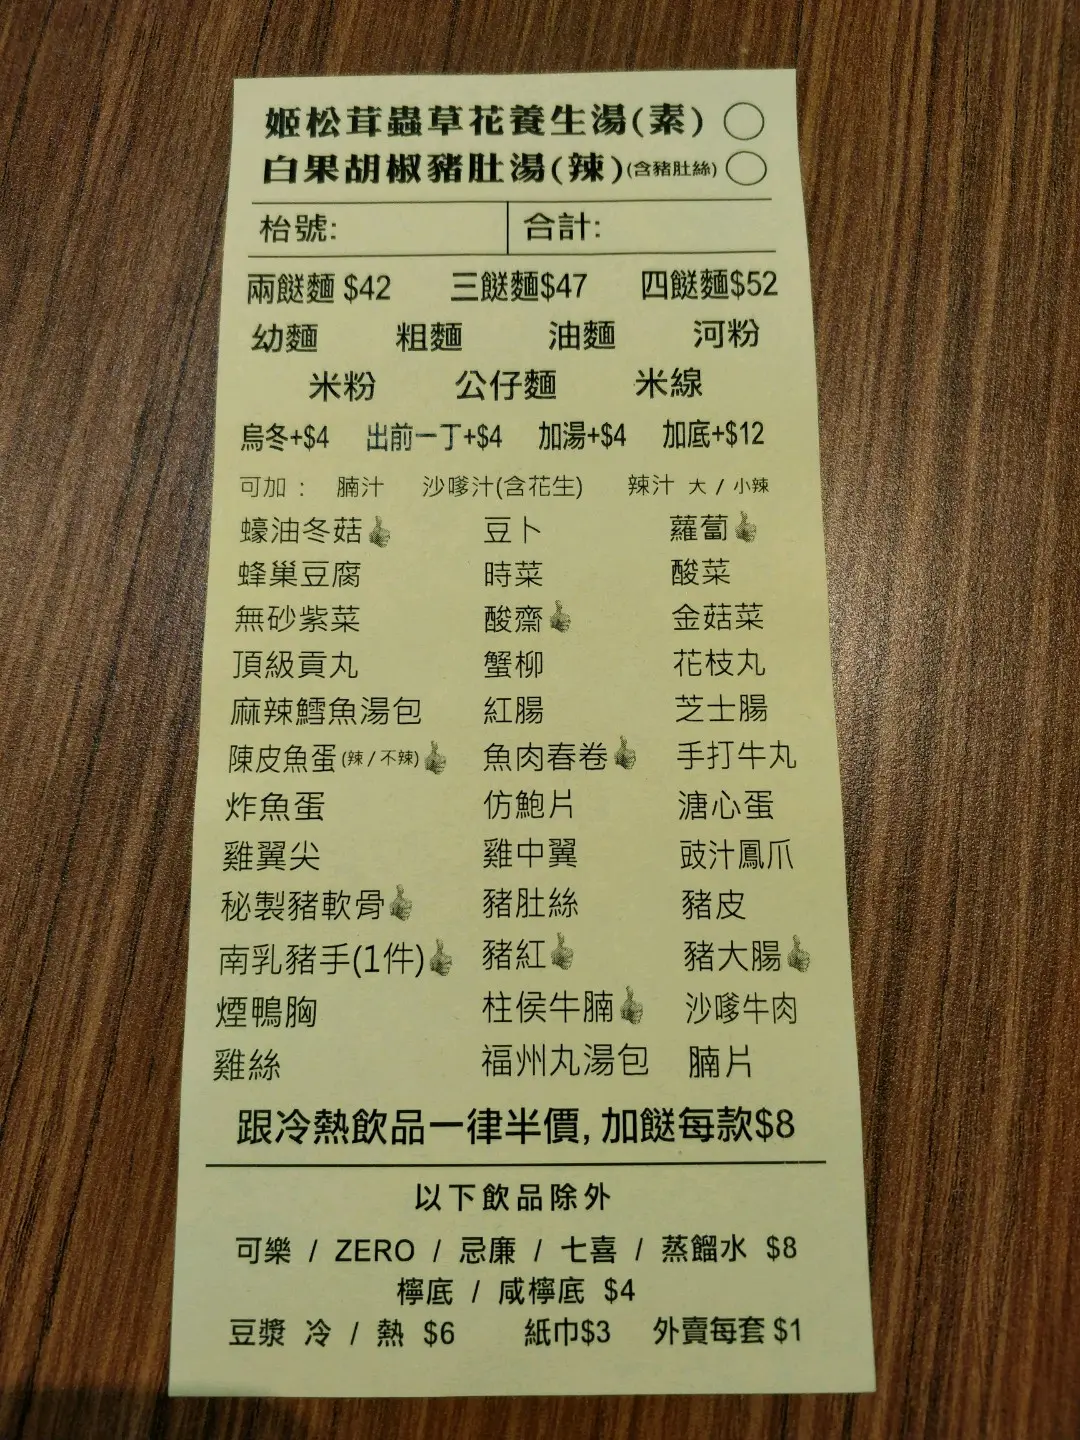 姬松茸蟲草花養生湯(素)
白果胡椒豬肚湯(辣)(含豬肚絲)
枱號: 合計:
兩餸麵 $42 三餸麵$47 四餸麵$52
幼麵 粗麵 油麵 河粉
米粉 公仔麵 米線
烏冬+$4 出前一丁+$4 加湯+$4 加底+$12
可加 : 腩汁 沙嗲汁(含花生) 辣汁 大 / 小辣
蠔油冬菇 豆卜 蘿蔔
蜂巢豆腐 時菜 酸菜
無砂紫菜 酸齋 金菇菜
頂級貢丸 蟹柳 花枝丸
麻辣鱈魚湯包 紅腸 芝士腸
陳皮魚蛋(辣/不辣) 魚肉春卷 手打牛丸
炸魚蛋 仿鮑片 溏心蛋
雞翼尖 雞中翼 豉汁鳳爪
秘製豬軟骨 豬肚絲 豬皮
南乳豬手(1件) 豬紅 豬大腸
煙鴨胸 柱侯牛腩 沙嗲牛肉
雞絲 福州丸湯包 腩片
跟冷熱飲品一律半價, 加餸每款$8
以下飲品除外
可樂 / ZERO / 忌廉 / 七喜 / 蒸餾水 $8
檸底 / 咸檸底 $4
豆漿 冷 / 熱 $6 紙巾$3 外賣每套 $1